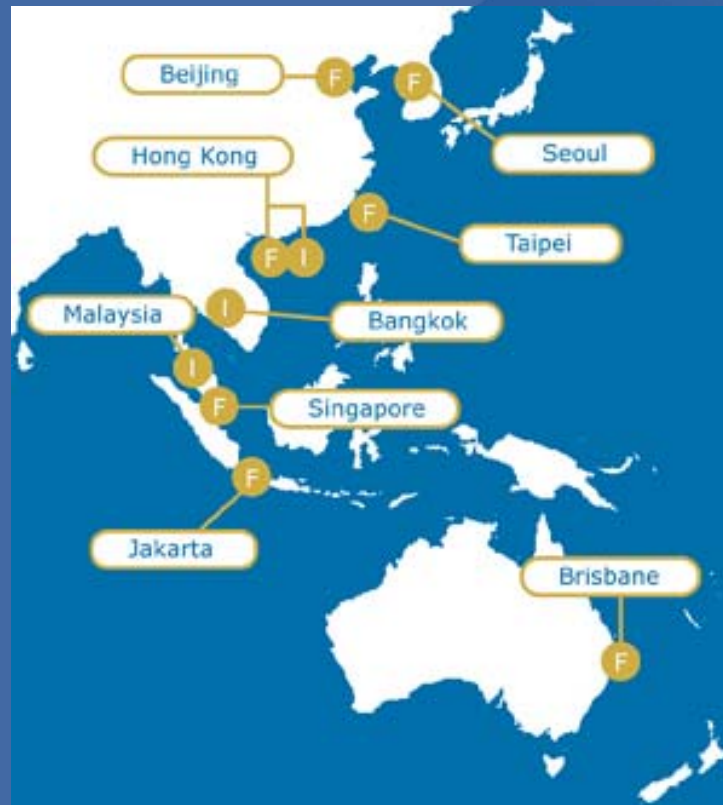 Beijing
F
F
Hong Kong
Seoul
F
Taipei
F
I
Malaysia
I
Bangkok
I
F
Singapore
F
Jakarta
Brisbane
F